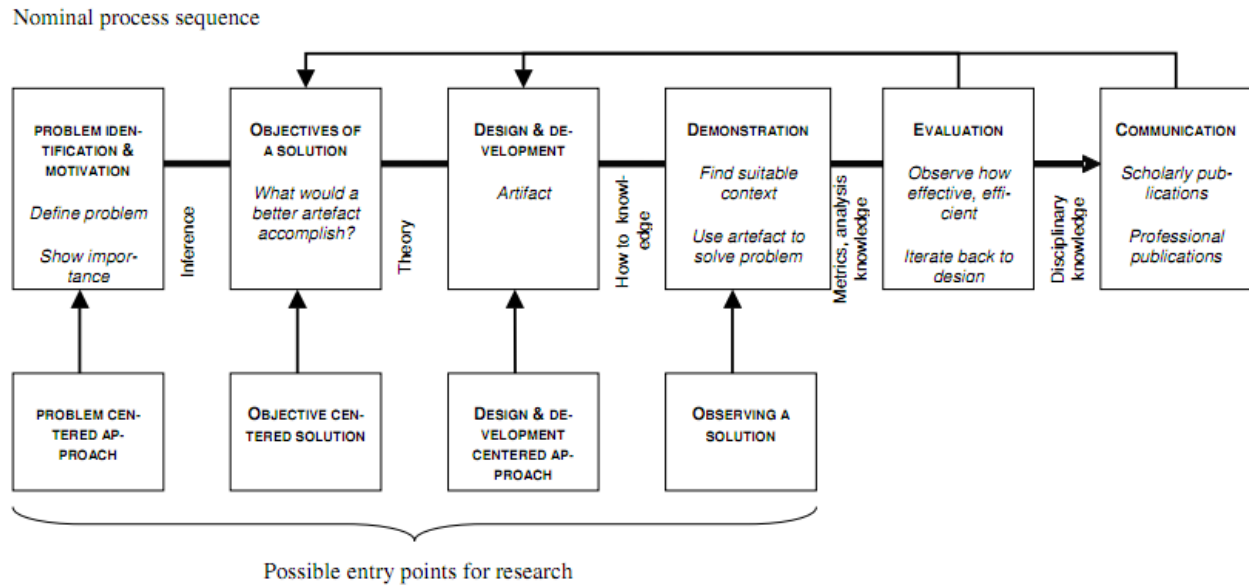 Nominal process sequence
PROBLEM IDEN-
TIFICATION &
MOTIVATION
Define problem
Show impor-
tance
Inference
OBJECTIVES OF
A SOLUTION
What would a
better artefact
accomplish?
Theory
DESIGN & DE-
VELOPMENT
Artifact
How to knowl-
edge
DEMONSTRATION
Find suitable
context
Use artefact to
solve problem
Metrics, analysis
knowledge
EVALUATION
Observe how
effective, effi-
cient
Iterate back to
design
Disciplinary
knowledge
COMMUNICATION
Scholarly pub-
lications
Professional
publications
PROBLEM CEN-
TERED AP-
PROACH
OBJECTIVE CEN-
TERED SOLUTION
DESIGN & DE-
VELOPMENT
CENTERED AP-
PROACH
OBSERVING A
SOLUTION
Possible entry points for research